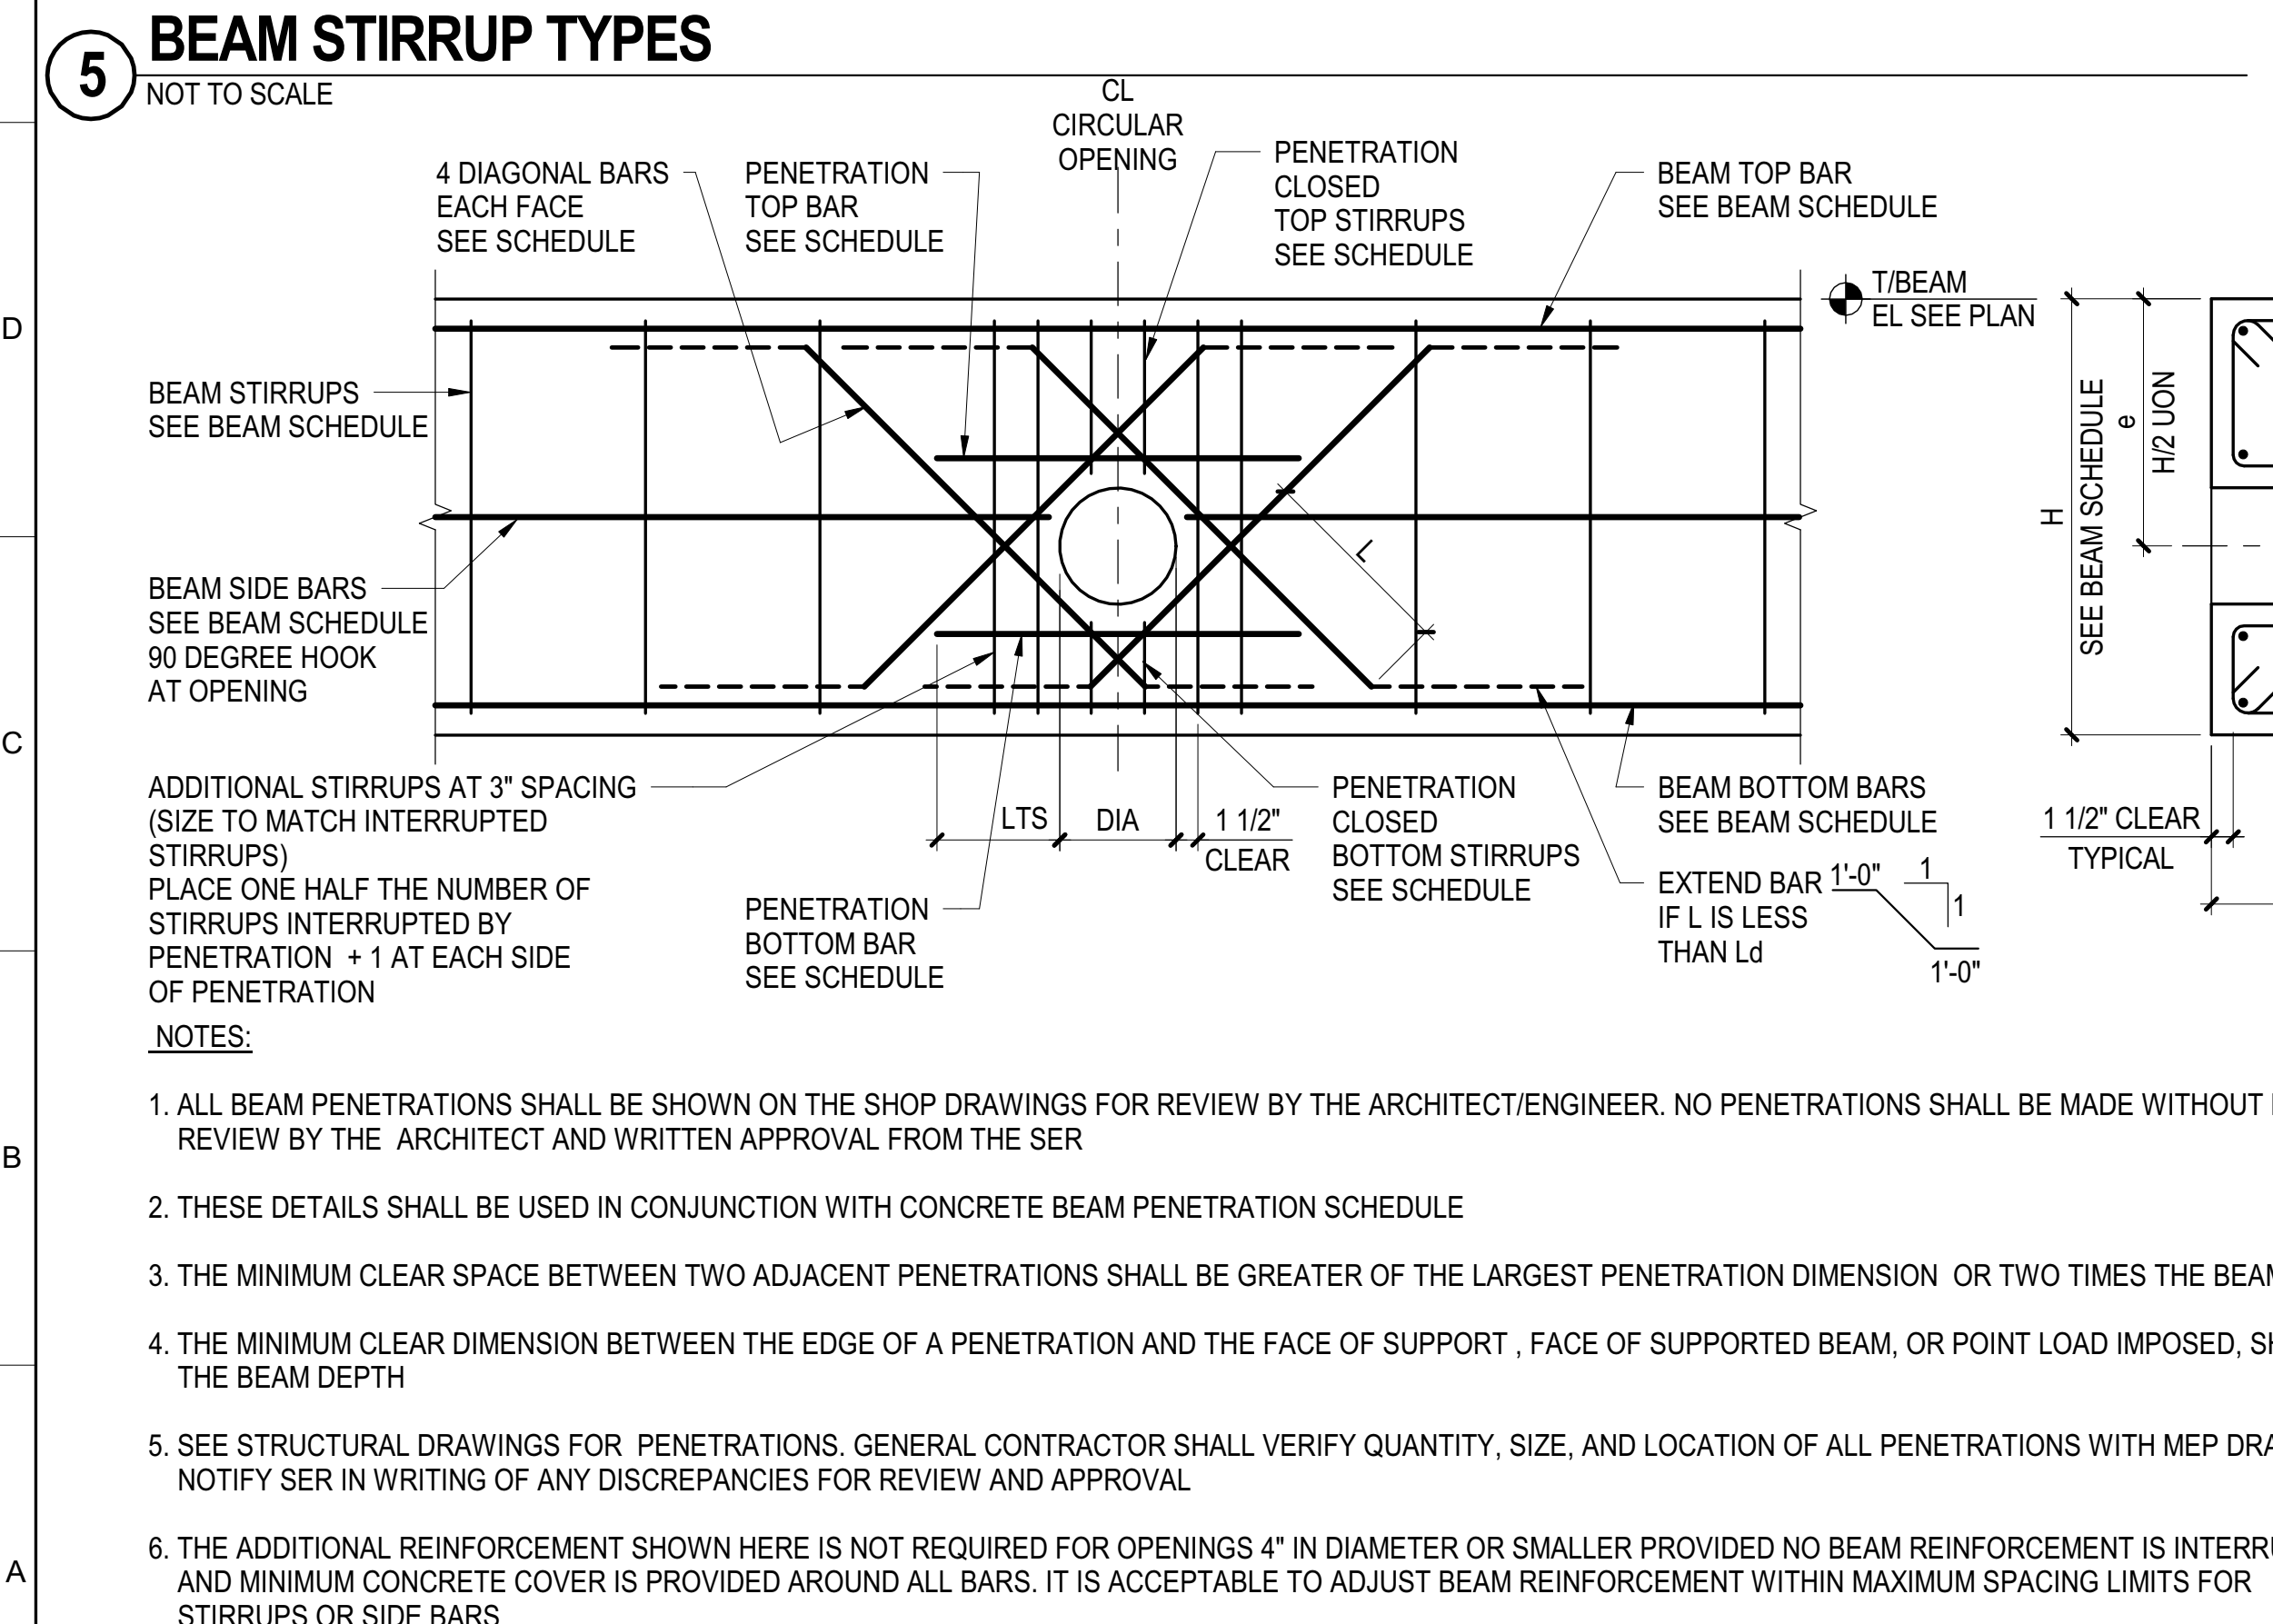 5
BEAM STIRRUP TYPES
NOT TO SCALE
CL
CIRCULAR
OPENING
4 DIAGONAL BARS
EACH FACE
SEE SCHEDULE
PENETRATION
TOP BAR
SEE SCHEDULE
PENETRATION
CLOSED
TOP STIRRUPS
SEE SCHEDULE
BEAM TOP BAR
SEE BEAM SCHEDULE
T/BEAM
EL SEE PLAN
D
BEAM STIRRUPS
SEE BEAM SCHEDULE
H
SEE BEAM SCHEDULE
e
H/2 UON
L
BEAM SIDE BARS
SEE BEAM SCHEDULE
90 DEGREE HOOK
AT OPENING
C
ADDITIONAL STIRRUPS AT 3" SPACING
(SIZE TO MATCH INTERRUPTED
STIRRUPS)
PLACE ONE HALF THE NUMBER OF
STIRRUPS INTERRUPTED BY
PENETRATION + 1 AT EACH SIDE
OF PENETRATION
LTS
DIA
1 1/2"
CLEAR
PENETRATION
BOTTOM BAR
SEE SCHEDULE
PENETRATION
CLOSED
BOTTOM STIRRUPS
SEE SCHEDULE
BEAM BOTTOM BARS
SEE BEAM SCHEDULE
EXTEND BAR
IF L IS LESS
THAN Ld
1'-0"
1
1
1'-0"
1 1/2" CLEAR
TYPICAL
NOTES:
1. ALL BEAM PENETRATIONS SHALL BE SHOWN ON THE SHOP DRAWINGS FOR REVIEW BY THE ARCHITECT/ENGINEER. NO PENETRATIONS SHALL BE MADE WITHOUT
REVIEW BY THE ARCHITECT AND WRITTEN APPROVAL FROM THE SER
B
2. THESE DETAILS SHALL BE USED IN CONJUNCTION WITH CONCRETE BEAM PENETRATION SCHEDULE
3. THE MINIMUM CLEAR SPACE BETWEEN TWO ADJACENT PENETRATIONS SHALL BE GREATER OF THE LARGEST PENETRATION DIMENSION OR TWO TIMES THE BEAM
4. THE MINIMUM CLEAR DIMENSION BETWEEN THE EDGE OF A PENETRATION AND THE FACE OF SUPPORT , FACE OF SUPPORTED BEAM, OR POINT LOAD IMPOSED,
THE BEAM DEPTH
5. SEE STRUCTURAL DRAWINGS FOR PENETRATIONS. GENERAL CONTRACTOR SHALL VERIFY QUANTITY, SIZE, AND LOCATION OF ALL PENETRATIONS WITH MEP
NOTIFY SER IN WRITING OF ANY DISCREPANCIES FOR REVIEW AND APPROVAL
6. THE ADDITIONAL REINFORCEMENT SHOWN HERE IS NOT REQUIRED FOR OPENINGS 4" IN DIAMETER OR SMALLER PROVIDED NO BEAM REINFORCEMENT IS
AND MINIMUM CONCRETE COVER IS PROVIDED AROUND ALL BARS. IT IS ACCEPTABLE TO ADJUST BEAM REINFORCEMENT WITHIN MAXIMUM SPACING LIMITS FOR
STIRRUPS OR SIDE BARS
A